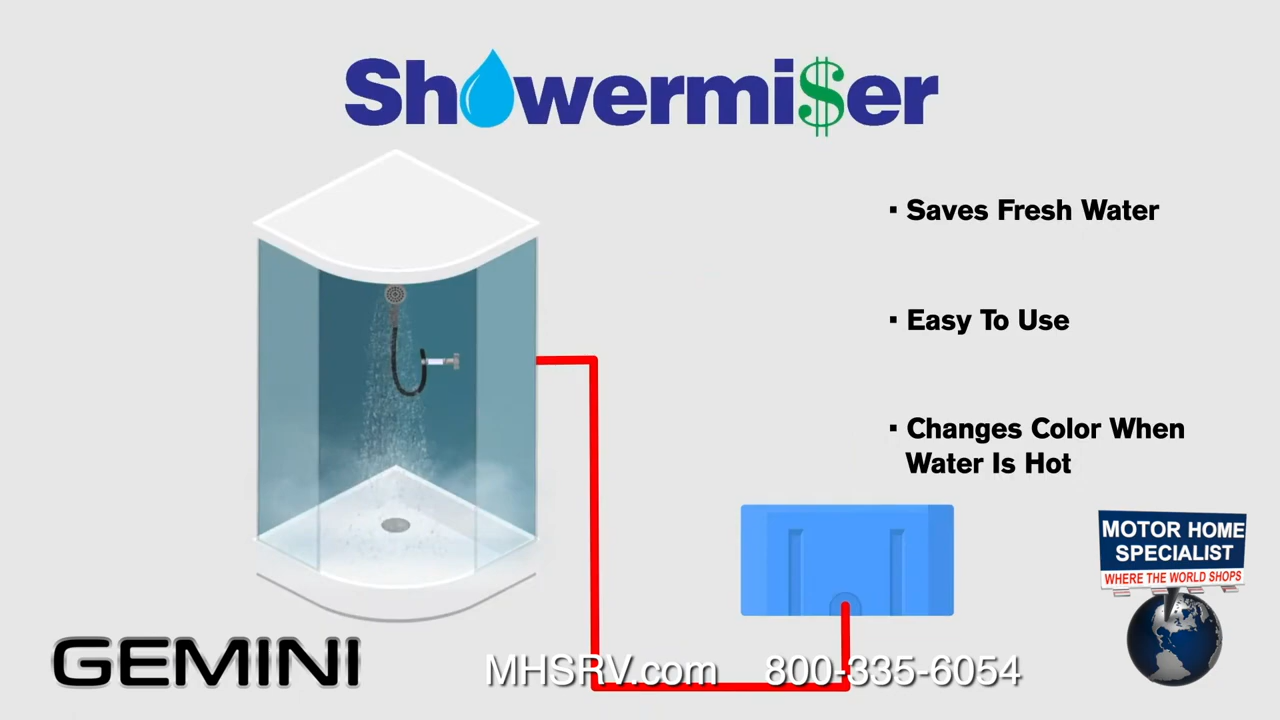 Showermi$er
▪ Saves Fresh Water
▪ Easy To Use
▪ Changes Color When
Water Is Hot
MOTOR HOME
SPECIALIST
WHERE THE WORLD SHOPS
GEMINI
MHSRV.com 800-335-6054